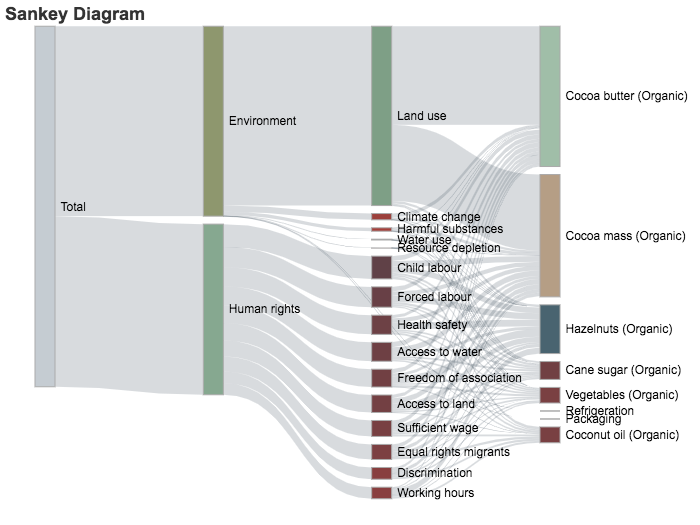 Sankey Diagram
Total
Environment
Human rights
Land use
Climate change
Harmful substances
Water use
Resource depletion
Child labour
Forced labour
Health safety
Access to water
Freedom of association
Access to land
Sufficient wage
Equal rights migrants
Discrimination
Working hours
Cocoa butter (Organic)
Cocoa mass (Organic)
Hazelnuts (Organic)
Cane sugar (Organic)
Vegetables (Organic)
Refrigeration
Packaging
Coconut oil (Organic)